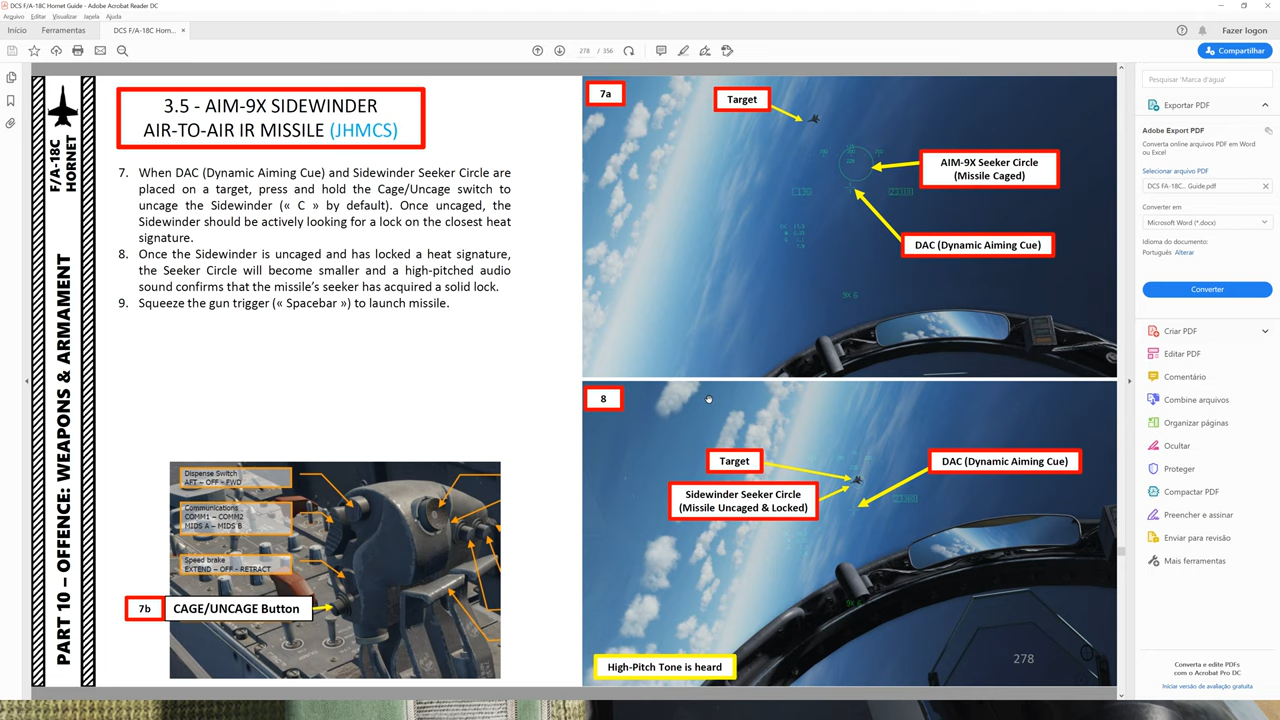 DCS F/A-18C Hornet Guide - Adobe Acrobat Reader DC
Arquivo Editar Visualizar Janela Ajuda
Início Ferramentas DCS F/A-18C Horn... × Fazer logon
278 / 356 Compartilhar
F/A-18C
HORNET
PART 10 – OFFENCE: WEAPONS & ARMAMENT
3.5 - AIM-9X SIDEWINDER
AIR-TO-AIR IR MISSILE (JHMCS)
7. When DAC (Dynamic Aiming Cue) and Sidewinder Seeker Circle are
placed on a target, press and hold the Cage/Uncage switch to
uncage the Sidewinder (« C » by default). Once uncaged, the
Sidewinder should be actively looking for a lock on the closest heat
signature.
8. Once the Sidewinder is uncaged and has locked a heat signature,
the Seeker Circle will become smaller and a high-pitched audio
sound confirms that the missile's seeker has acquired a solid lock.
9. Squeeze the gun trigger (« Spacebar ») to launch missile.
Dispense Switch
AFT – OFF - FWD
Communications
COMM1 – COMM2
MIDS A – MIDS B
Speed brake
EXTEND – OFF - RETRACT
7b
CAGE/UNCAGE Button
7a
Target
AIM-9X Seeker Circle
(Missile Caged)
DAC (Dynamic Aiming Cue)
9X 6
8
Target
DAC (Dynamic Aiming Cue)
Sidewinder Seeker Circle
(Missile Uncaged & Locked)
9X 6
High-Pitch Tone is heard
278
Pesquisar 'Marca d'água'
Exportar PDF
Adobe Export PDF
Converta arquivos PDF em Word
ou Excel online
Selecionar arquivo PDF
DCS FA-18C... Guide.pdf ×
Converter em
Microsoft Word (*.docx)
Idioma do documento:
Português Alterar
Converter
Criar PDF
Editar PDF
Comentário
Combine arquivos
Organizar páginas
Ocultar
Proteger
Compactar PDF
Preencher e assinar
Enviar para revisão
Mais ferramentas
Converta e edite PDFs
com o Acrobat Pro DC
Iniciar versão de avaliação gratuita